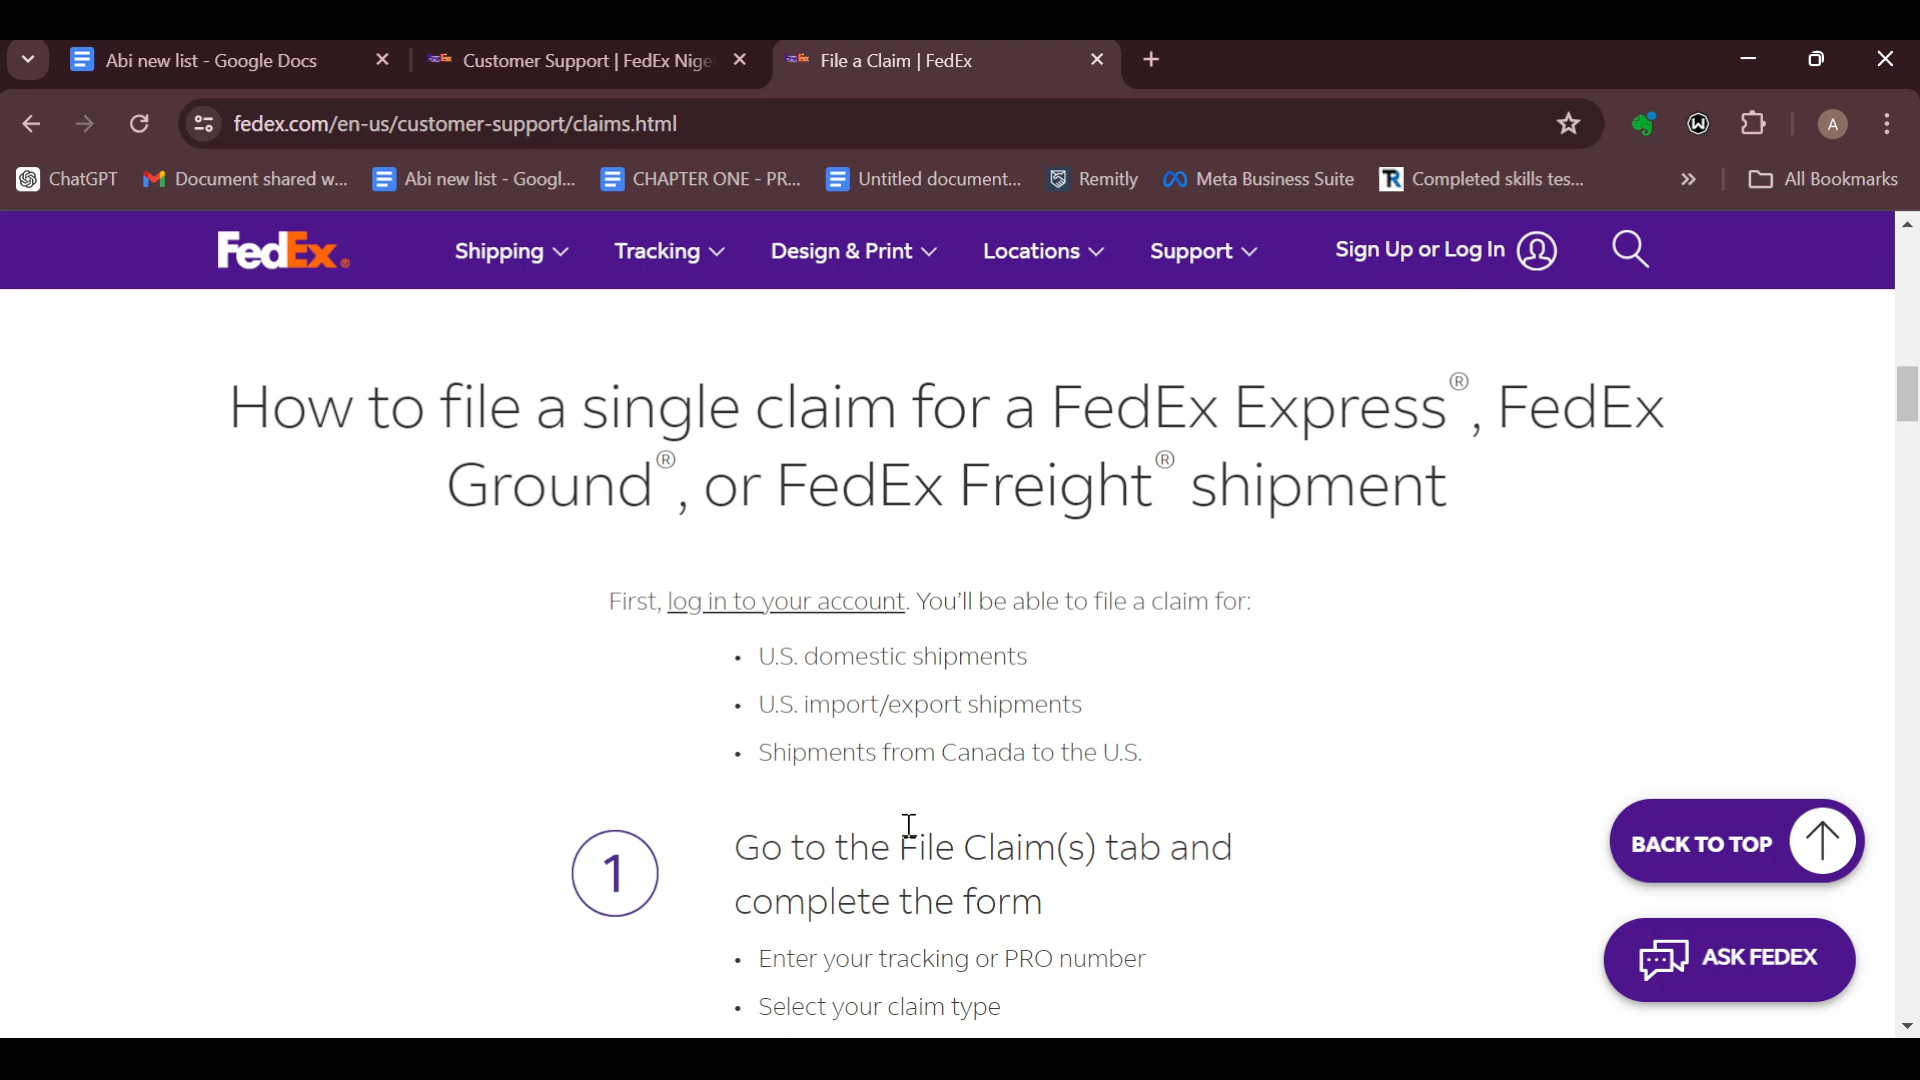 Abi new list - Google Docs
Customer Support | FedEx Nige
File a Claim | FedEx
fedex.com/en-us/customer-support/claims.html
A
ChatGPT
Document shared w...
Abi new list - Googl...
CHAPTER ONE - PR...
Untitled document...
Remitly
Meta Business Suite
TR
Completed skills tes...
»
All Bookmarks
FedEx®
Shipping
Tracking
Design & Print
Locations
Support
Sign Up or Log In
How to file a single claim for a FedEx Express®, FedEx
Ground®, or FedEx Freight® shipment
First, log in to your account. You'll be able to file a claim for:
• U.S. domestic shipments
• U.S. import/export shipments
• Shipments from Canada to the U.S.
1
Go to the File Claim(s) tab and
complete the form
• Enter your tracking or PRO number
• Select your claim type
BACK TO TOP
ASK FEDEX